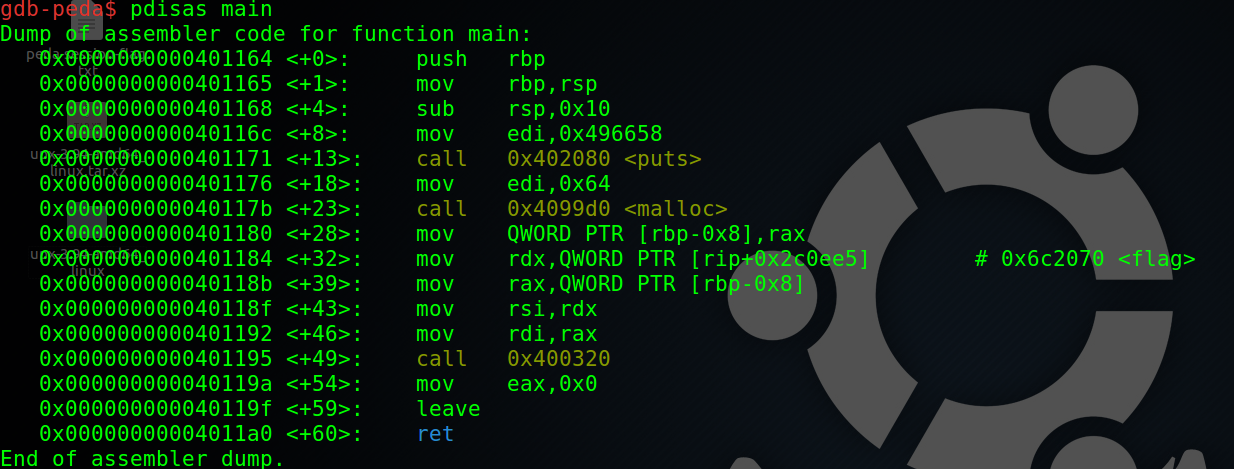 gdb-peda$ pdisas main
Dump of assembler code for function main:
   0x0000000000401164 <+0>:     push   rbp
   0x0000000000401165 <+1>:     mov    rbp,rsp
   0x0000000000401168 <+4>:     sub    rsp,0x10
   0x000000000040116c <+8>:     mov    edi,0x496658
   0x0000000000401171 <+13>:    call   0x402080 <puts>
   0x0000000000401176 <+18>:    mov    edi,0x64
   0x000000000040117b <+23>:    call   0x4099d0 <malloc>
   0x0000000000401180 <+28>:    mov    QWORD PTR [rbp-0x8],rax
   0x0000000000401184 <+32>:    mov    rdx,QWORD PTR [rip+0x2c0ee5]        # 0x6c2070 <flag>
   0x000000000040118b <+39>:    mov    rax,QWORD PTR [rbp-0x8]
   0x000000000040118f <+43>:    mov    rsi,rdx
   0x0000000000401192 <+46>:    mov    rdi,rax
   0x0000000000401195 <+49>:    call   0x400320
   0x000000000040119a <+54>:    mov    eax,0x0
   0x000000000040119f <+59>:    leave
   0x00000000004011a0 <+60>:    ret
End of assembler dump.
txt
linux.tar.xz
linux